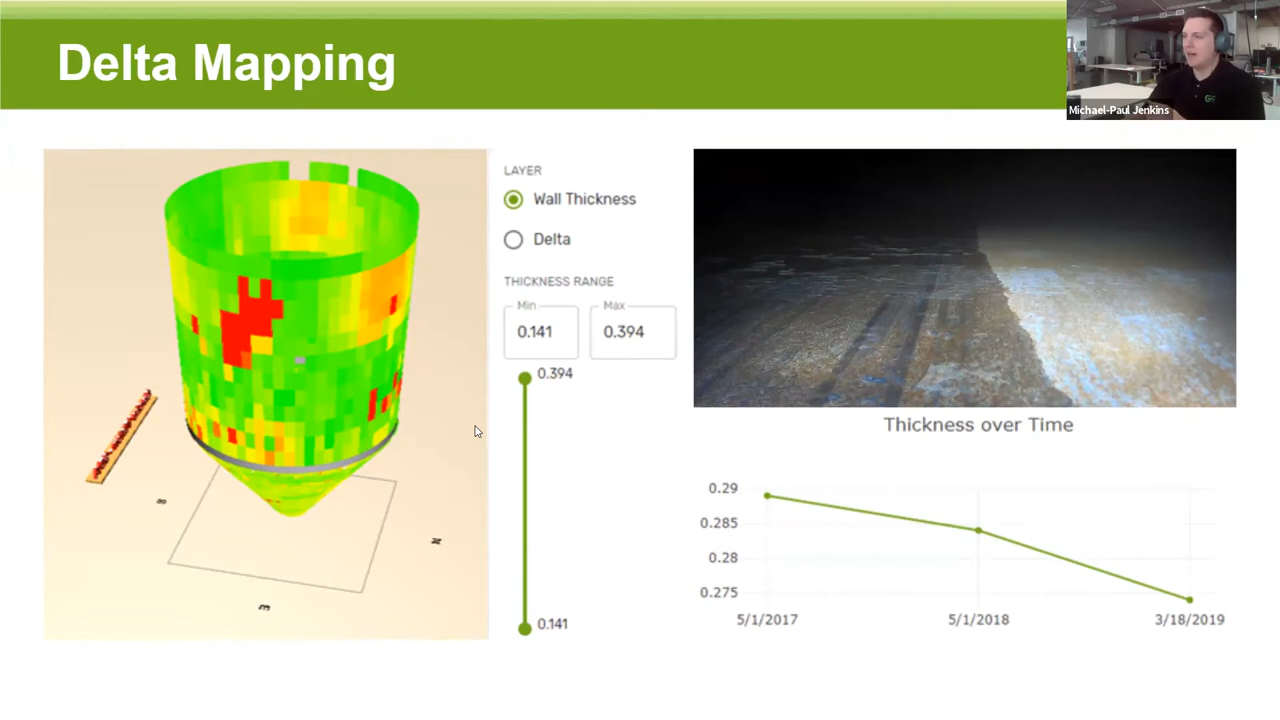 Delta Mapping
Michael-Paul Jenkins
LAYER
Wall Thickness
Delta
THICKNESS RANGE
Min
0.141
Max
0.394
0.394
0.141
Thickness over Time
0.29
0.285
0.28
0.275
5/1/2017
5/1/2018
3/18/2019